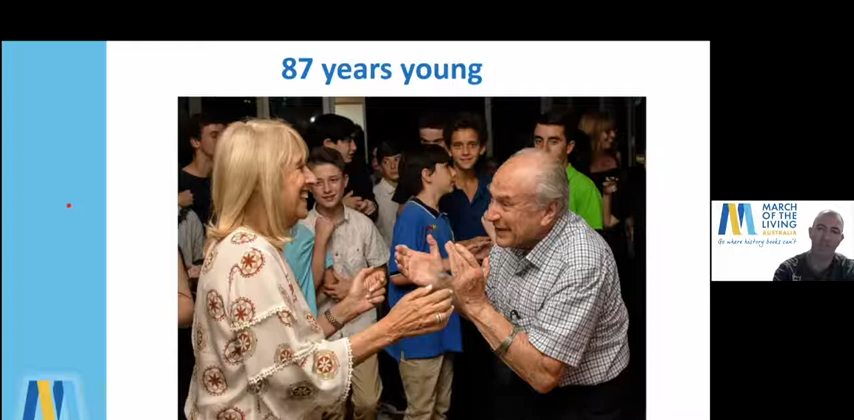 87 years young
MARCH
OF THE
LIVING
AUSTRALIA
Go where history books can't